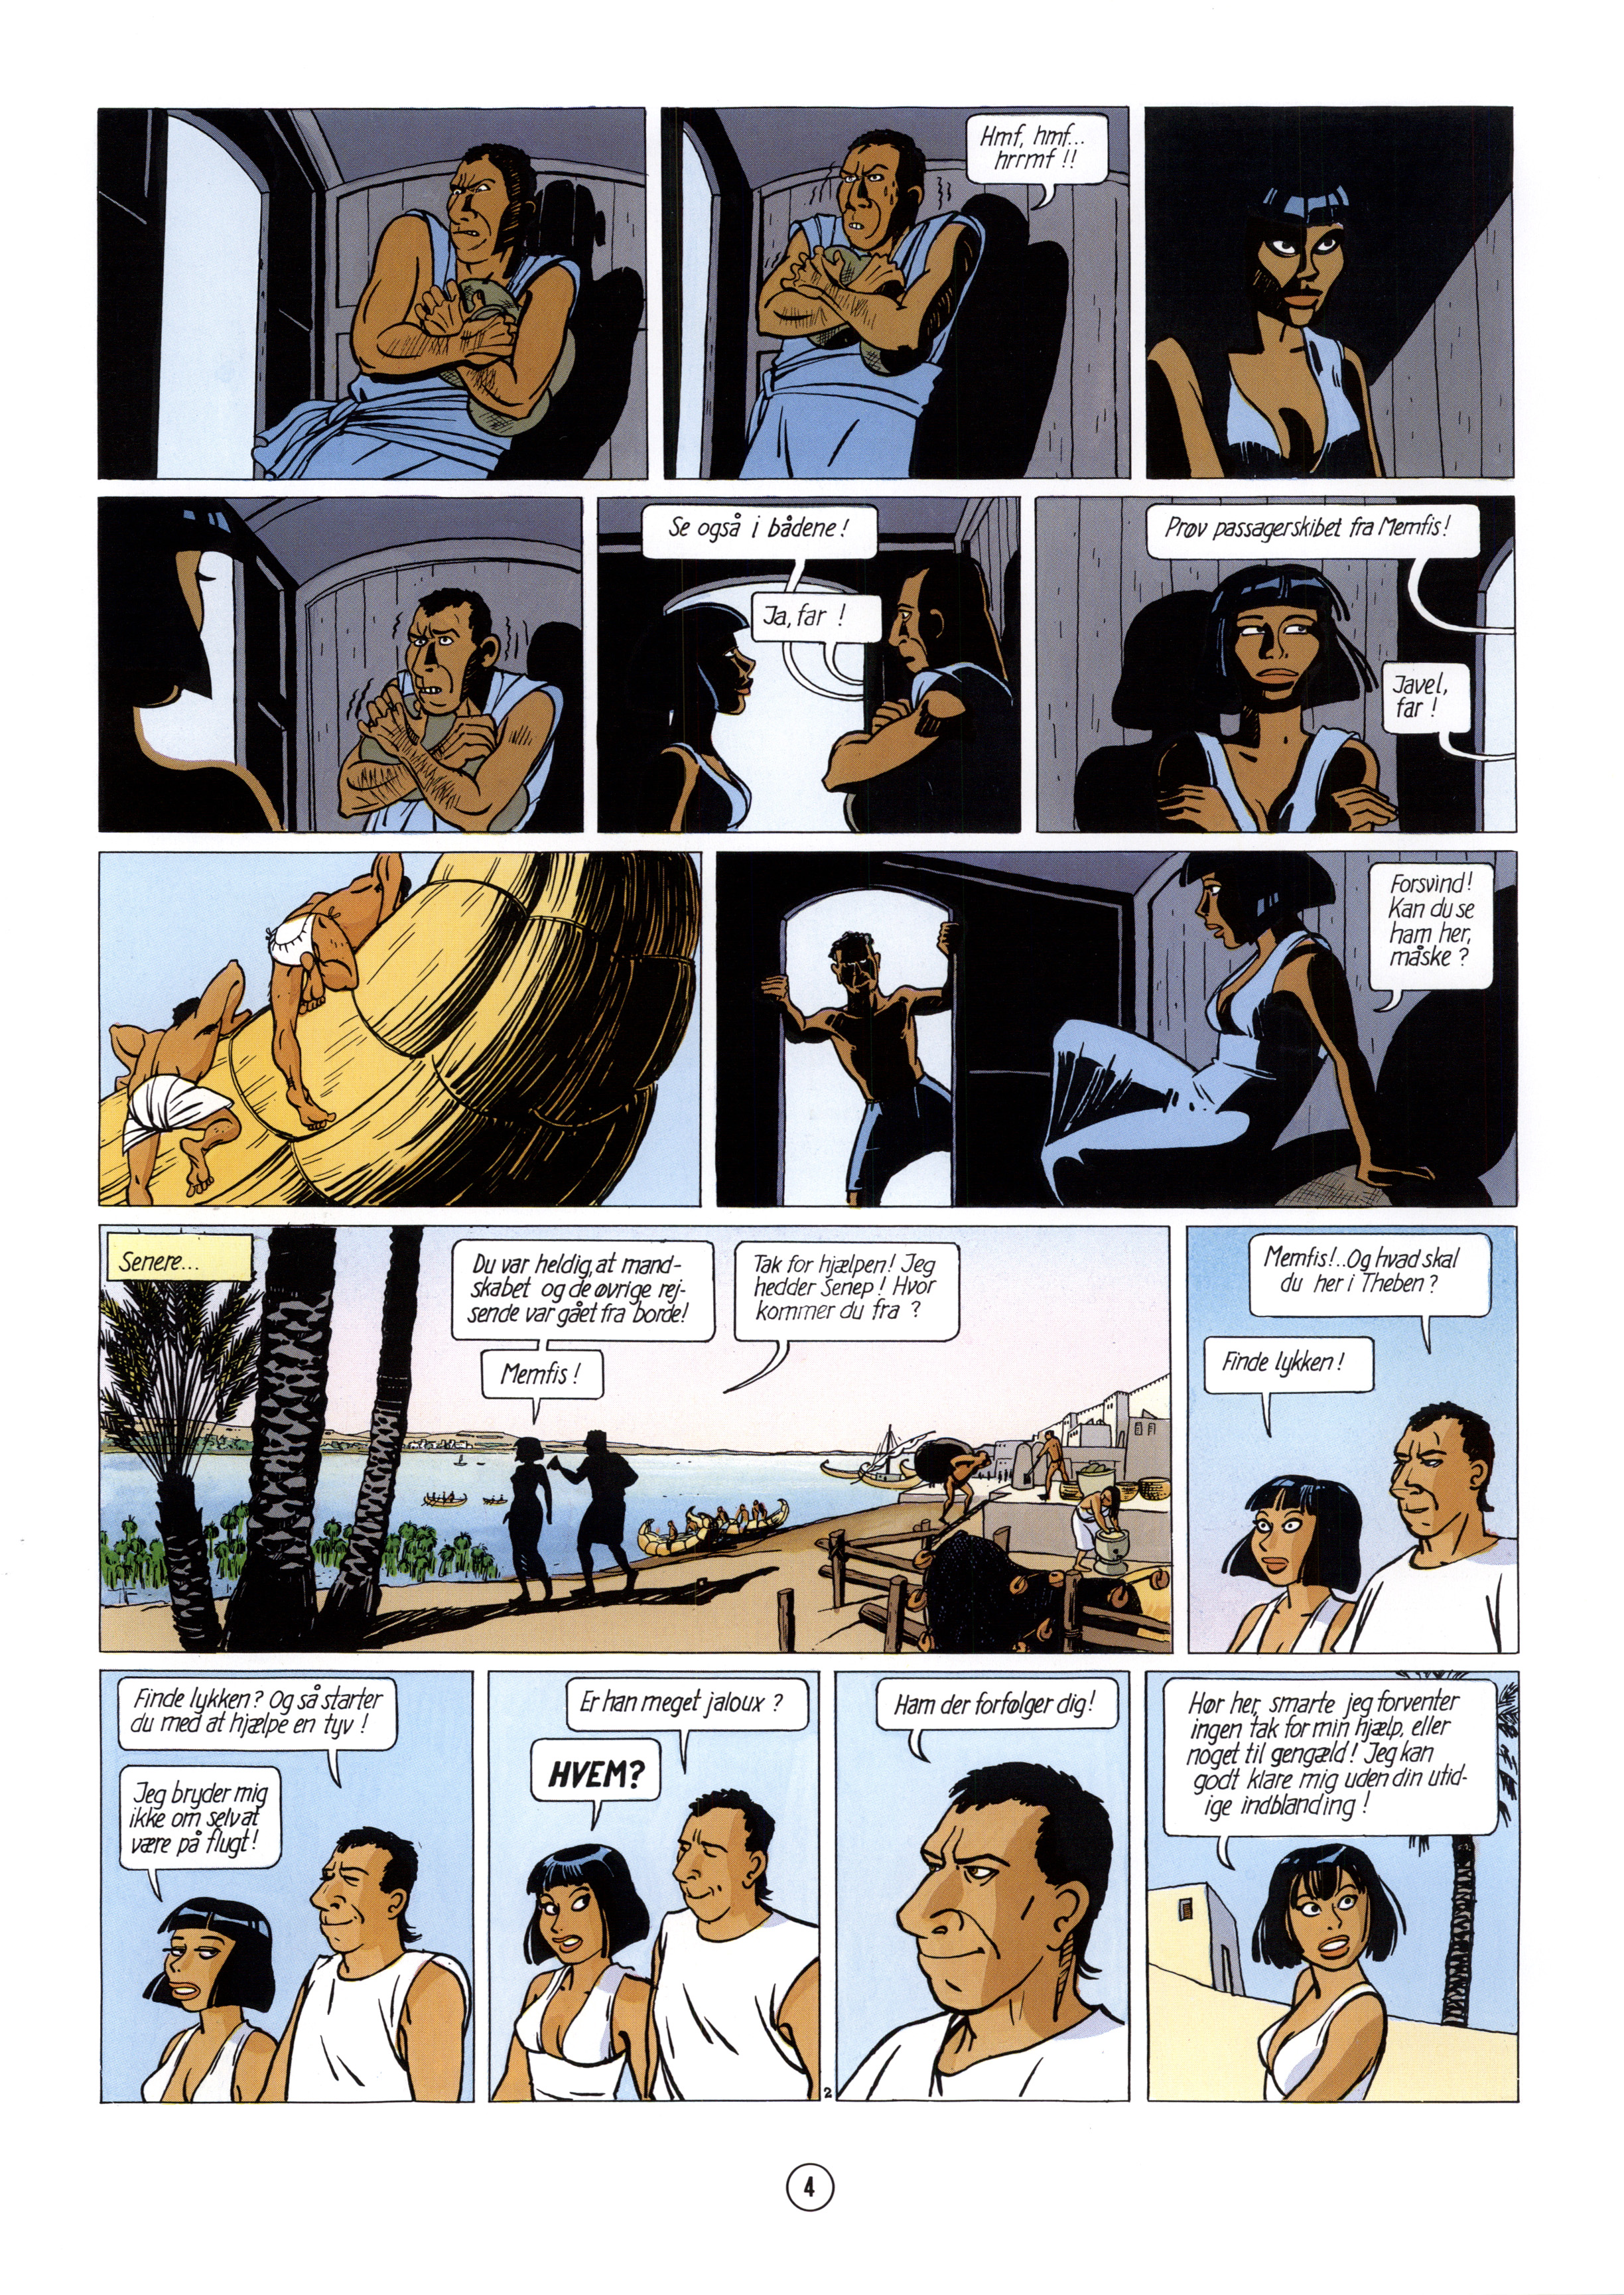 Hmf, hmf...
hrrmf !!
Se også i bådene!
Ja, far !
Prøv passagerskibet fra Memfis!
Javel,
far !
Forsvind!
Kan du se
ham her,
måske ?
Senere...
Du var heldig, at mand-
skabet og de øvrige rej-
sende var gået fra borde!
Tak for hjælpen! Jeg
hedder Senep! Hvor
kommer du fra ?
Memfis !
Memfis!..Og hvad skal
du her i Theben ?
Finde lykken !
Finde lykken? Og så starter
du med at hjælpe en tyv !
Jeg bryder mig
ikke om selv at
være på flugt!
Er han meget jaloux ?
HVEM?
Ham der forfølger dig!
Hør her, smarte jeg forventer
ingen tak for min hjælp, eller
noget til gengæld! Jeg kan
godt klare mig uden din utid-
ige indblanding !
2
4